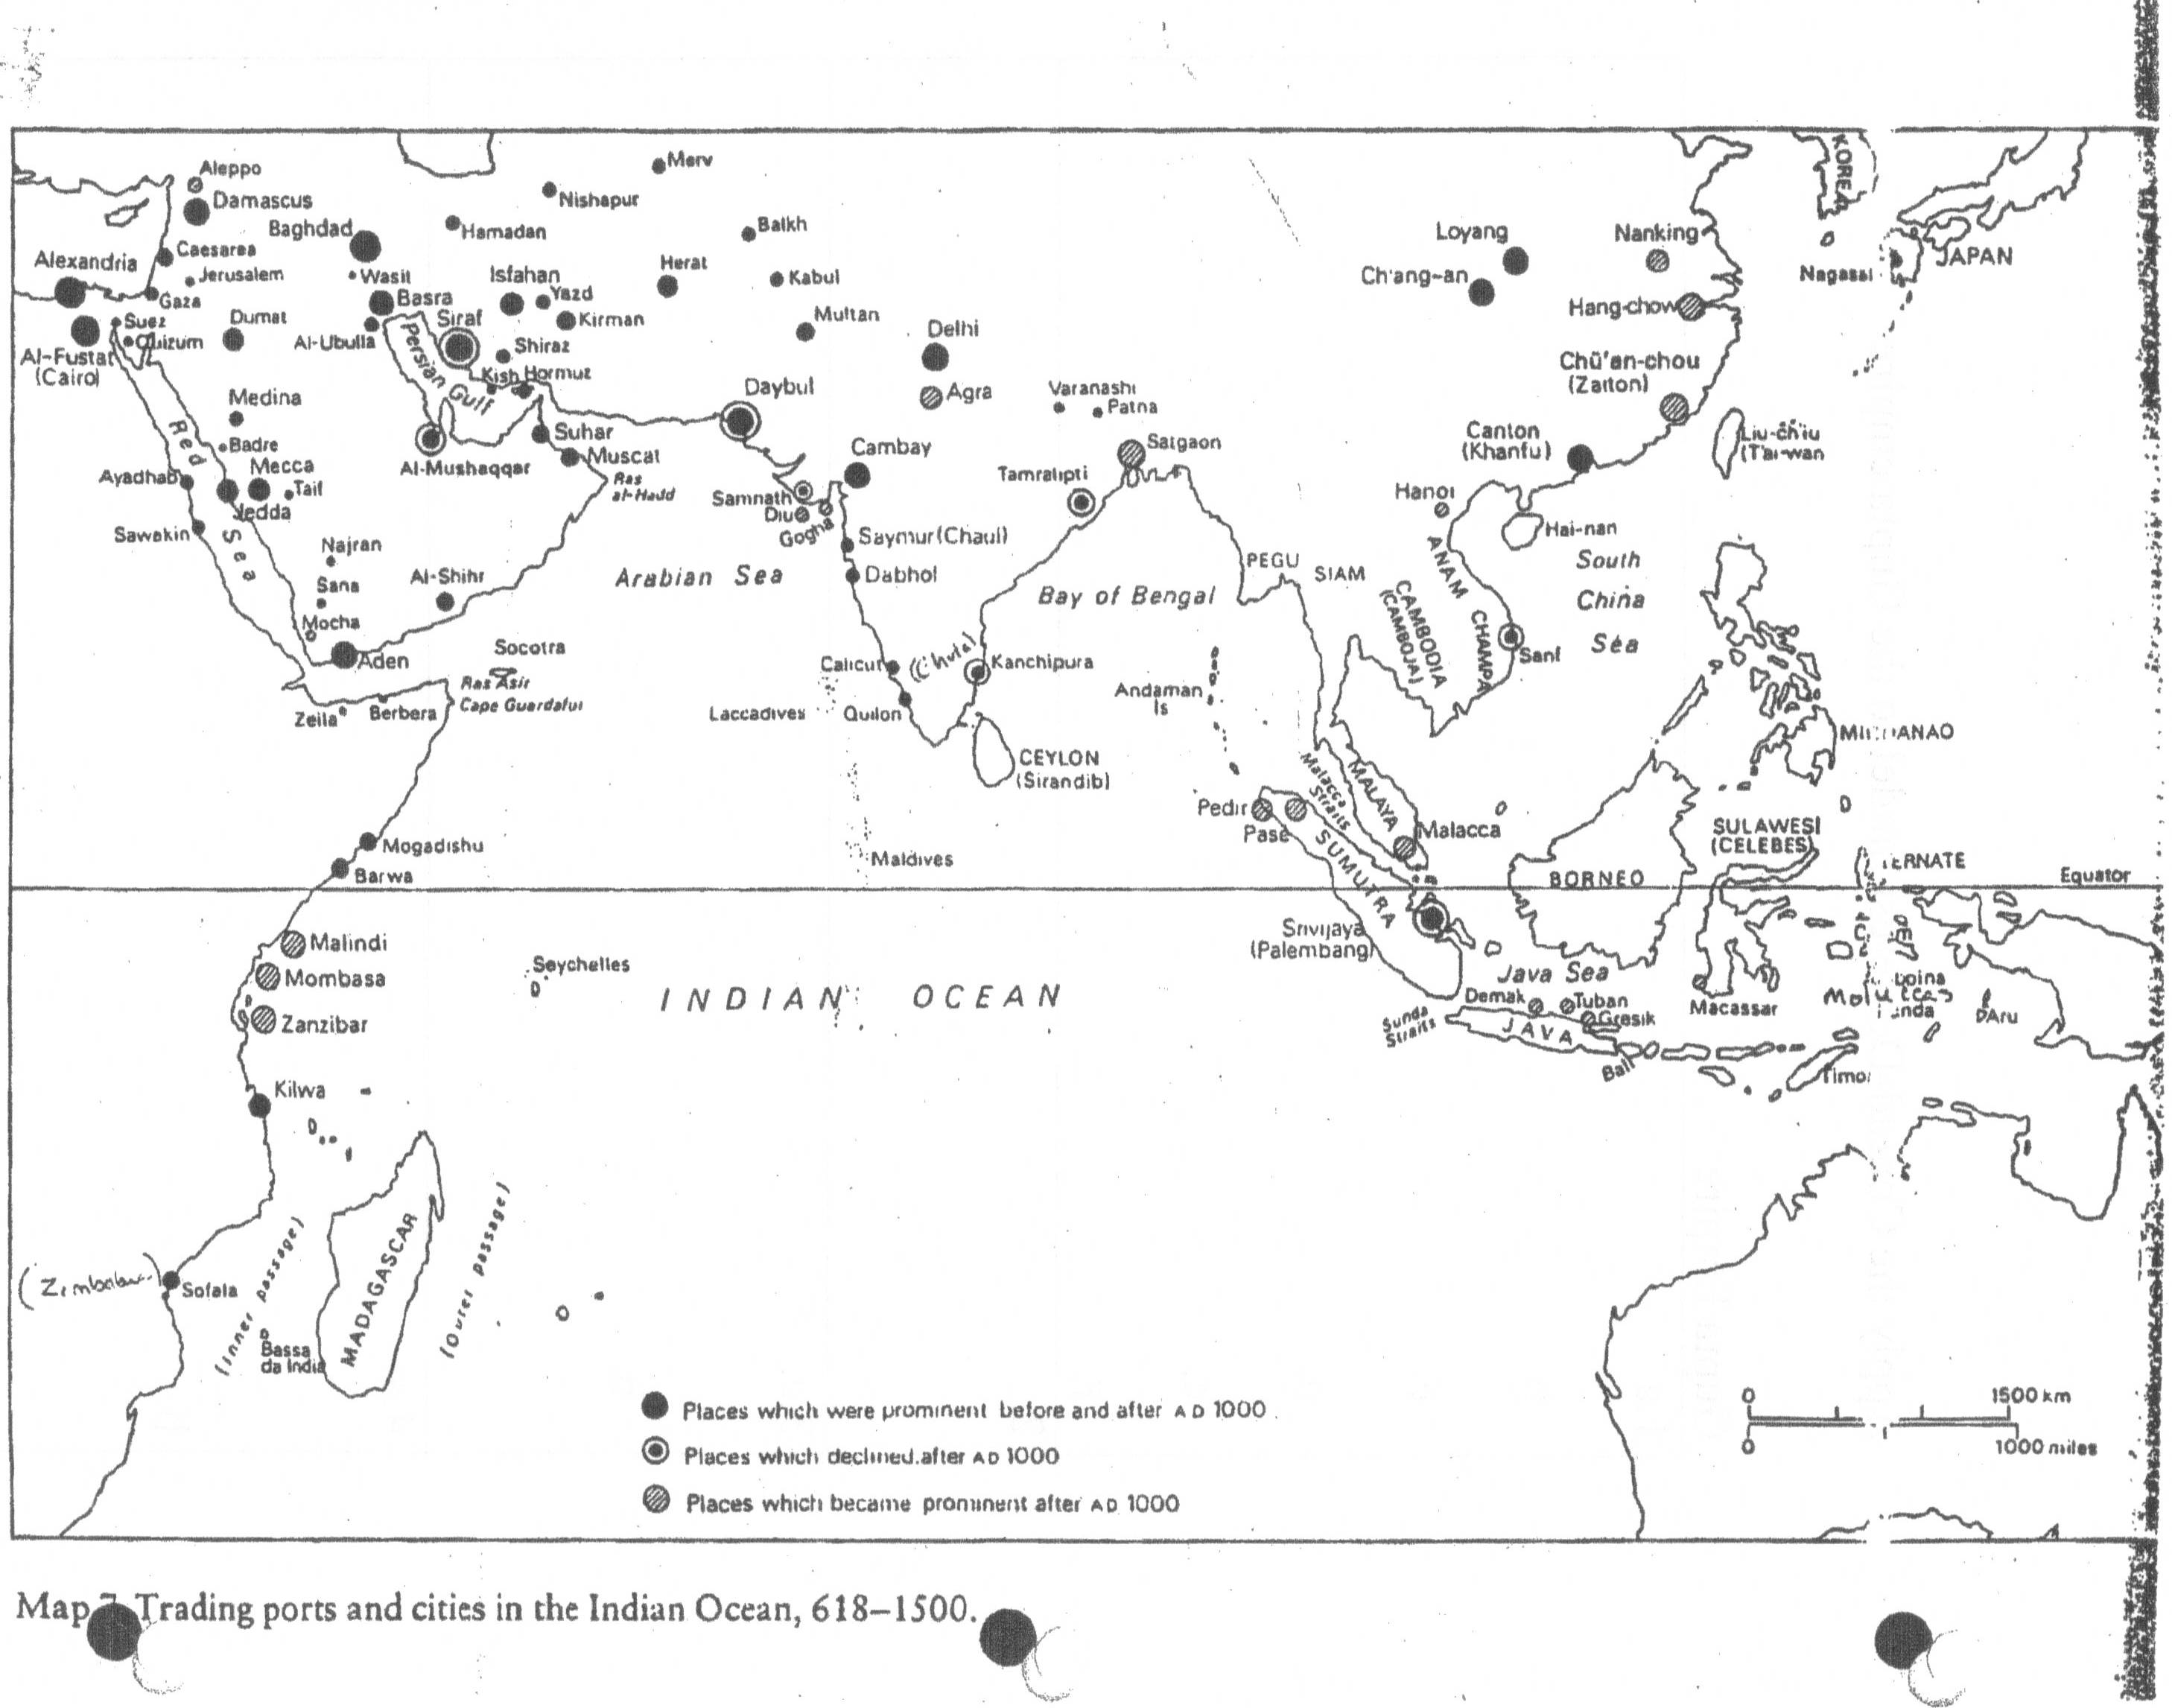 Aleppo
Damascus
Baghdad
Merv
Nishapur
Hamadan
Balkh
Caesarea
Alexandria
Jerusalem
Wasit
Isfahan
Herat
Kabul
Gaza
Basra
Yazd
Suez
Dumat
Siraf
Kirman
Multan
Al-Ubulla
Shiraz
Delhi
Al-Fustat
(Cairo)
Persian Gulf
Kish
Hormuz
Daybul
Agra
Varanashi
Patna
Medina
Badre
Red Sea
Suhar
Muscat
Cambay
Satgaon
Al-Mushaqqar
Ras
al-Hadd
Mecca
Taif
Jedda
Ayadhab
Samnath
Diu
Gogha
Tamralipti
Sawakin
Saymur (Chaul)
Najran
Sana
Al-Shihr
Arabian Sea
Dabhol
Bay of Bengal
PEGU
SIAM
Mocha
Aden
Socotra
Ras Asir
Cape Guardafui
Zeila
Berbera
Calicut
(Chula)
Kanchipura
Laccadives
Quilon
Andaman
Is
CEYLON
(Sirandib)
Loyang
Ch'ang-an
Nanking
Hang-chow
Chü'an-chou
(Zaiton)
Canton
(Khanfu)
Liu-ch'iu
(Tai-wan
KOREA
JAPAN
Nagasai
Hanoi
Hai-nan
South
China
Sea
ANAM
CHAMPA
CAMBODIA
(CAMBOJA)
Sanf
Malacca
Straits
MALAYA
Malacca
Pedir
Pase
SUMUTRA
SULAWESI
(CELEBES)
BORNEO
ERNATE
Equator
Mogadishu
Barwa
Maldives
Malindi
Mombasa
Zanzibar
Seychelles
INDIAN OCEAN
Srivijaya
(Palembang)
Java Sea
Demak
Tuban
Gresik
Macassar
Moluccas
Aru
Sunda
Straits
JAVA
Bali
Timo
Kilwa
MADAGASCAR
(Inner passage)
(Outer passage)
Sofala
Bassa
da India
Places which were prominent before and after AD 1000
Places which declined after AD 1000
Places which became prominent after AD 1000
0 1500 km
0 1000 miles
Map 7 Trading ports and cities in the Indian Ocean, 618–1500.